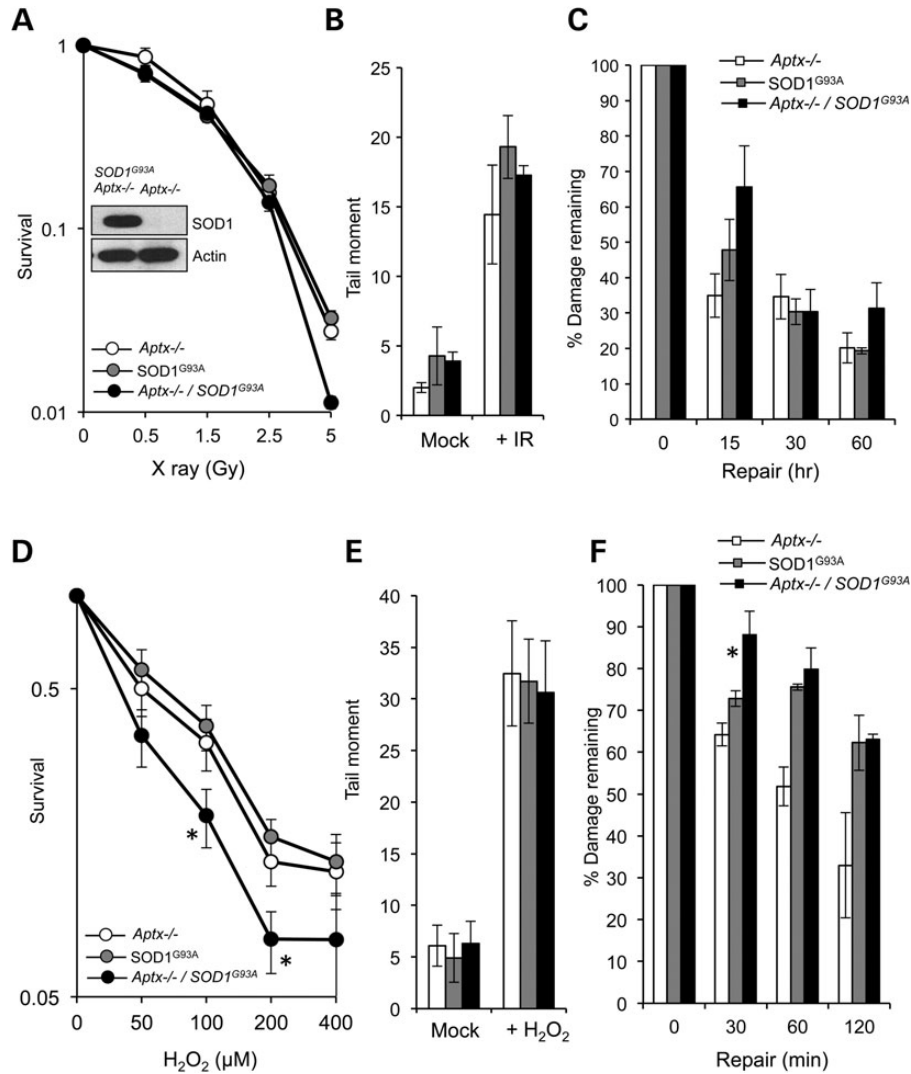 A
1
0.1
0.01
Survival
SOD1G93A
Aptx-/- Aptx-/-
SOD1
Actin
Aptx-/-
SOD1G93A
Aptx-/- / SOD1G93A
0 0.5 1.5 2.5 5
X ray (Gy)
B
25
20
15
10
5
0
Tail moment
Mock + IR
C
100
90
80
70
60
50
40
30
20
10
0
% Damage remaining
Aptx-/-
SOD1G93A
Aptx-/- / SOD1G93A
0 15 30 60
Repair (hr)
D
0.5
0.05
Survival
*
*
Aptx-/-
SOD1G93A
Aptx-/- / SOD1G93A
0 50 100 200 400
H2O2 (µM)
E
40
35
30
25
20
15
10
5
0
Tail moment
Mock + H2O2
F
100
90
80
70
60
50
40
30
20
10
0
% Damage remaining
Aptx-/-
SOD1G93A
Aptx-/- / SOD1G93A
*
0 30 60 120
Repair (min)